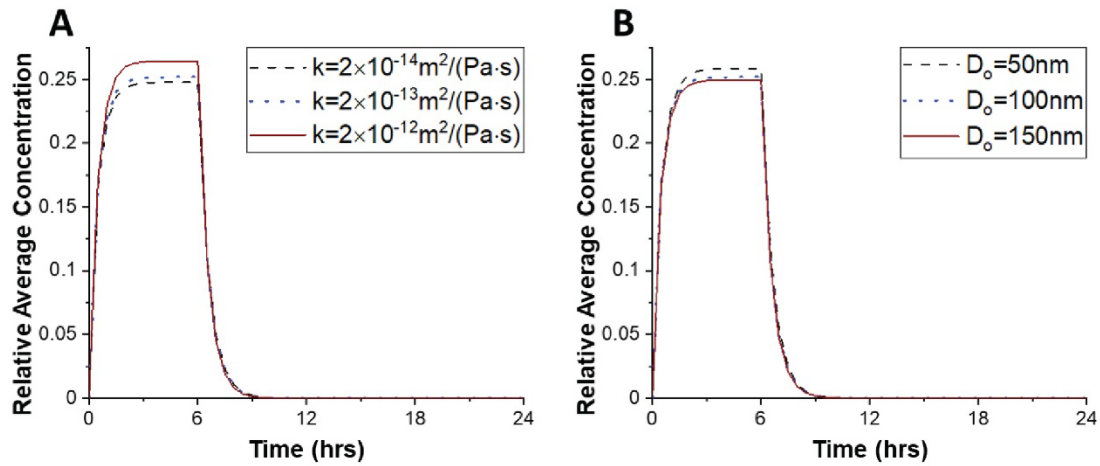 A
Relative Average Concentration
0.25
0.2
0.15
0.1
0.05
0
0 6 12 18 24
Time (hrs)
k=2×10⁻¹⁴m²/(Pa·s)
k=2×10⁻¹³m²/(Pa·s)
k=2×10⁻¹²m²/(Pa·s)
B
Relative Average Concentration
0.25
0.2
0.15
0.1
0.05
0
0 6 12 18 24
Time (hrs)
Dₒ=50nm
Dₒ=100nm
Dₒ=150nm